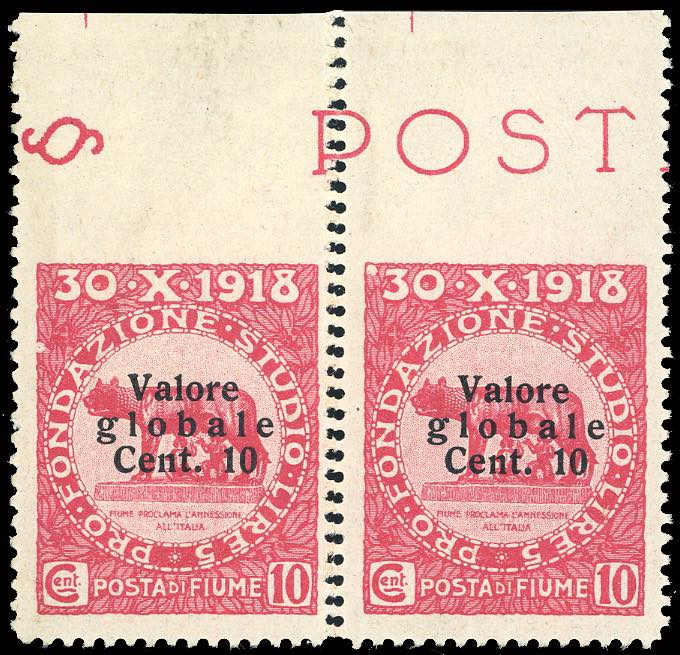 9
POST
30·X·1918
PRO·FONDAZIONE·STUDIO·LIRE 5
Valore
globale
Cent. 10
FIUME PROCLAMA L'ANNESSIONE
ALL'ITALIA
Cent. POSTA DI FIUME 10
30·X·1918
PRO·FONDAZIONE·STUDIO·LIRE 5
Valore
globale
Cent. 10
FIUME PROCLAMA L'ANNESSIONE
ALL'ITALIA
Cent. POSTA DI FIUME 10